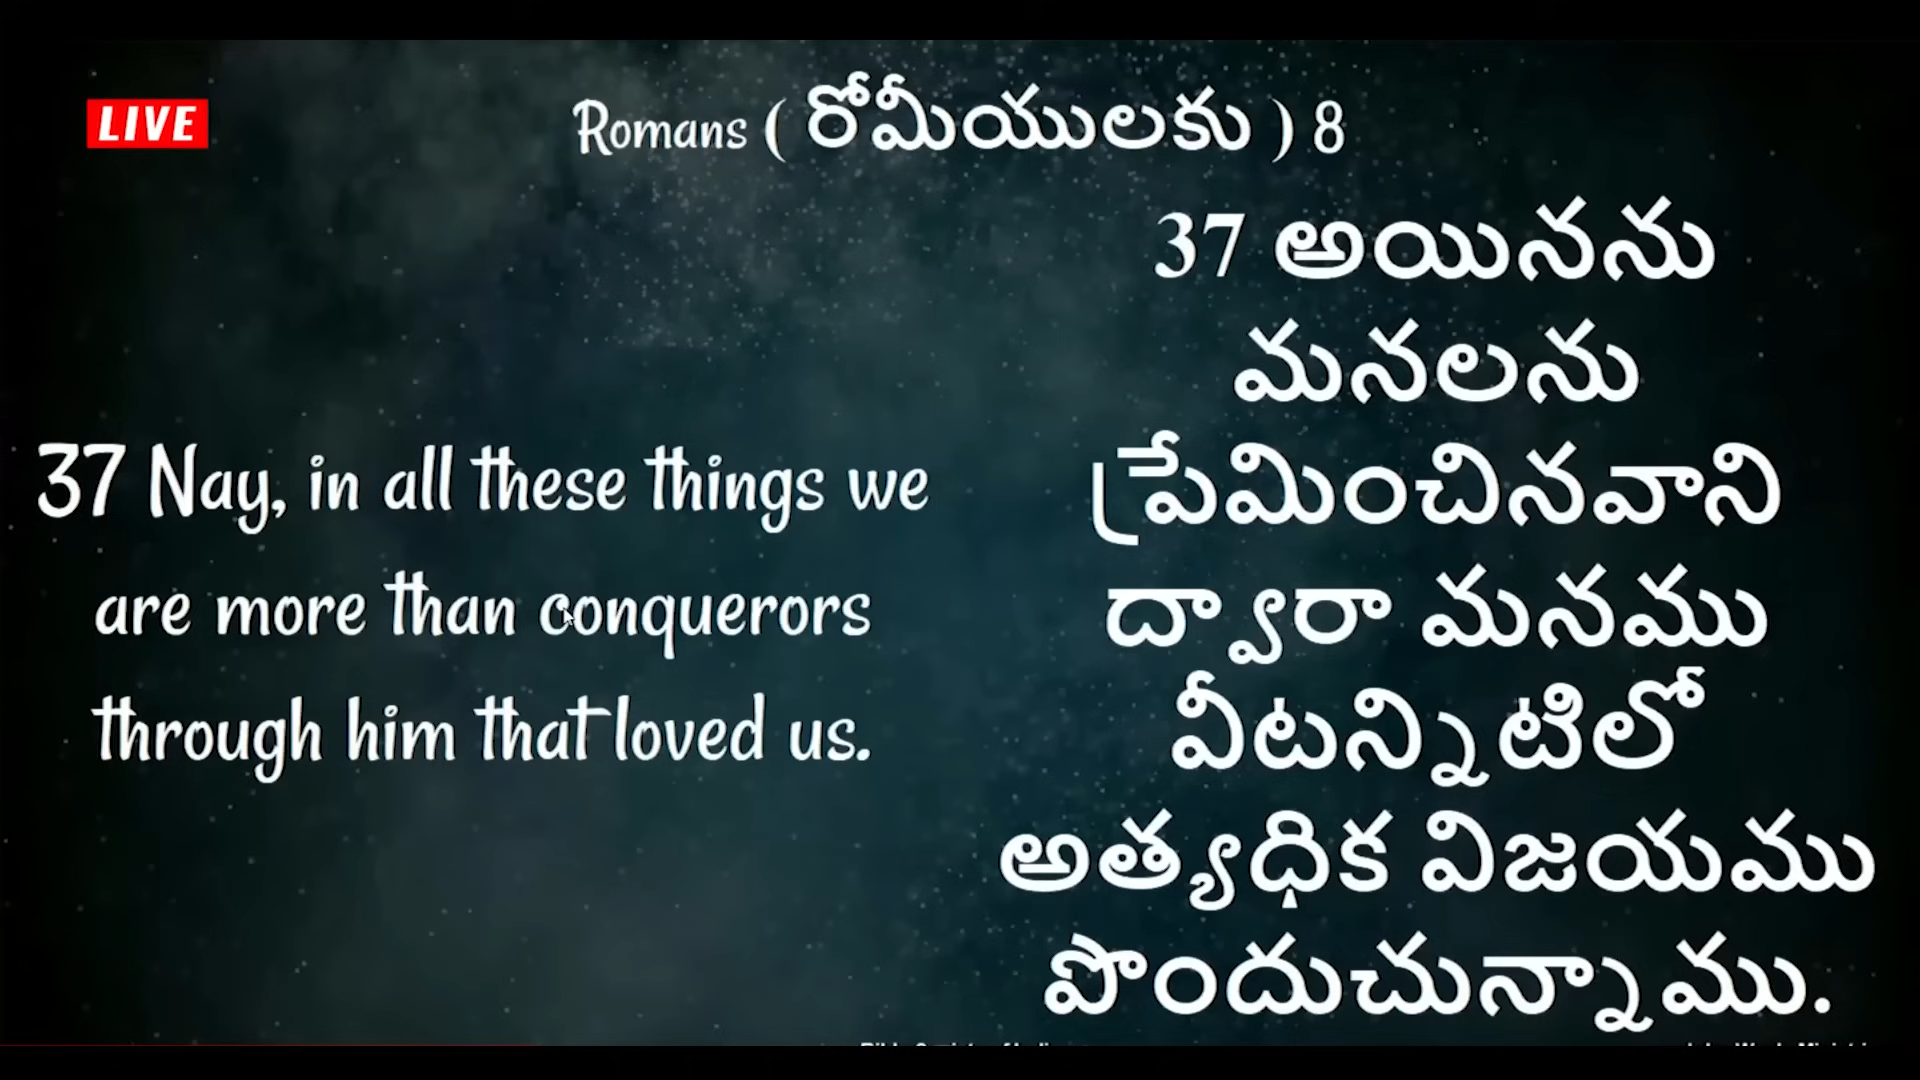 LIVE
Romans ( రోమీయులకు ) 8
37 Nay, in all these things we
are more than conquerors
through him that loved us.
37 అయినను
మనలను
ప్రేమించినవాని
ద్వారా మనము
వీటన్నిటిలో
అత్యధిక విజయము
పొందుచున్నాము.